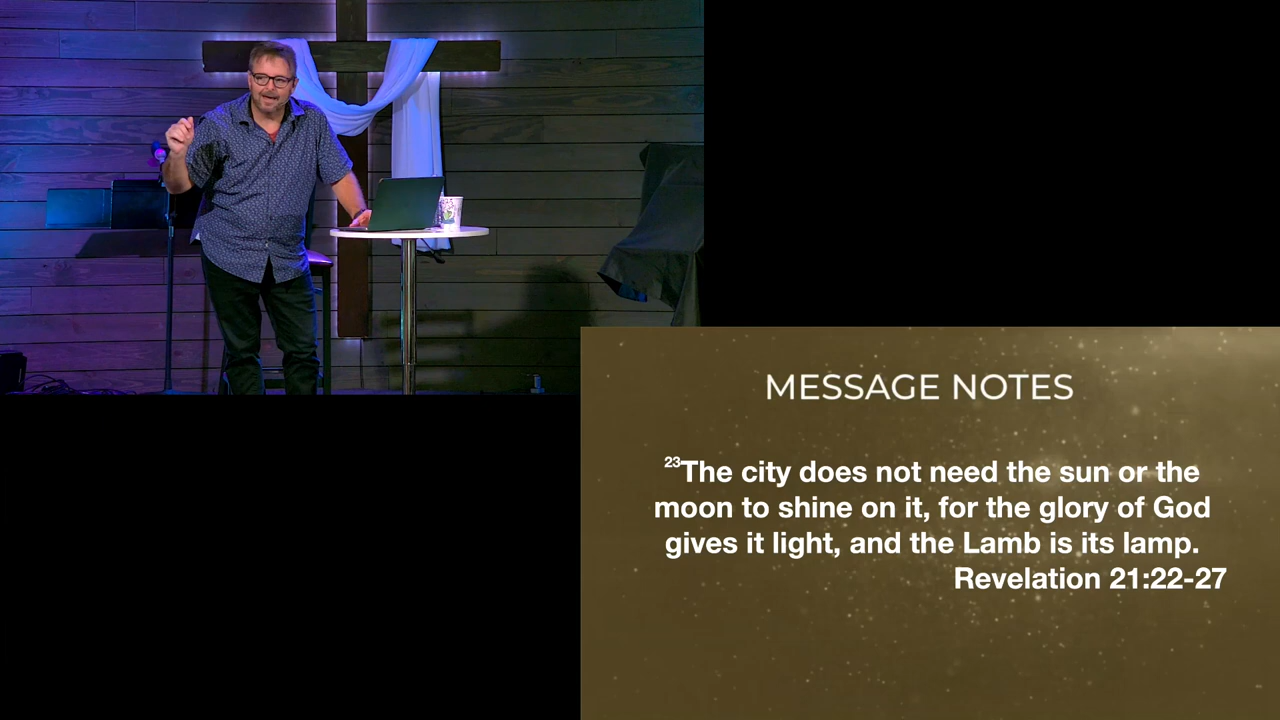 MESSAGE NOTES
23The city does not need the sun or the
moon to shine on it, for the glory of God
gives it light, and the Lamb is its lamp.
Revelation 21:22-27